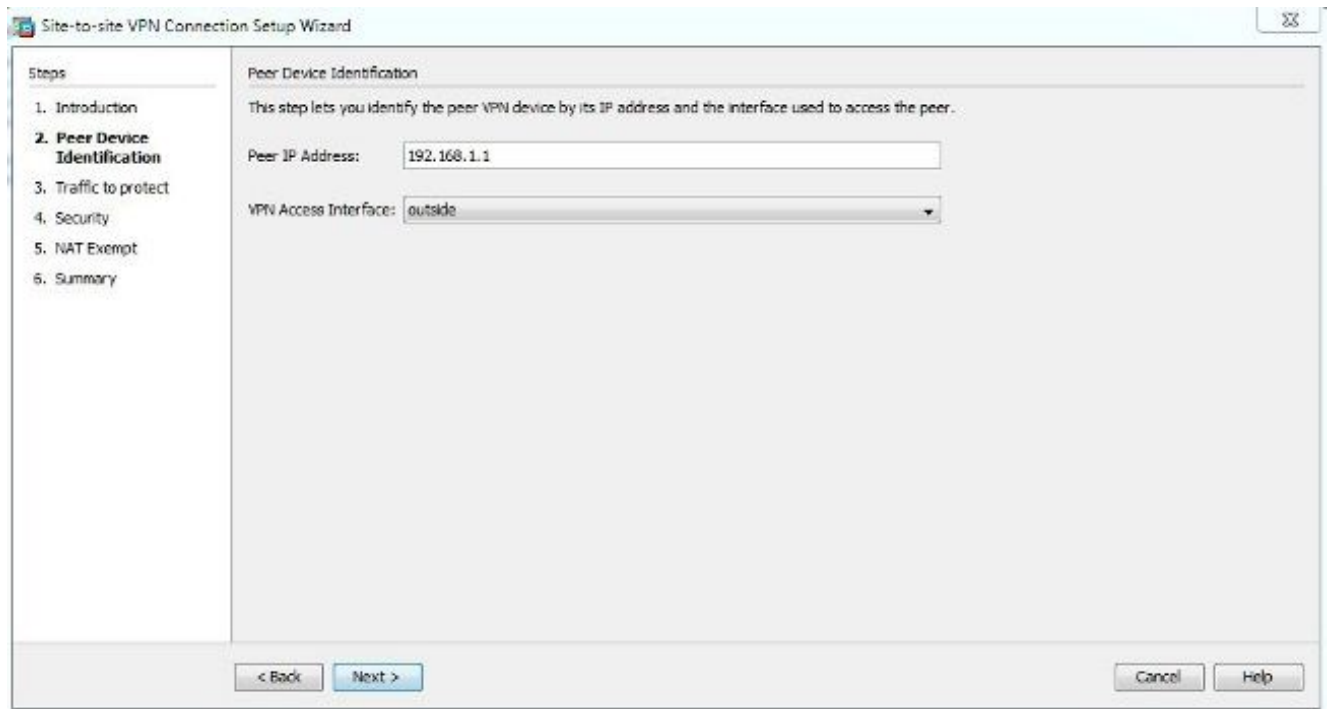 Site-to-site VPN Connection Setup Wizard
Steps
1. Introduction
2. Peer Device
Identification
3. Traffic to protect
4. Security
5. NAT Exempt
6. Summary
Peer Device Identification
This step lets you identify the peer VPN device by its IP address and the interface used to access the peer.
Peer IP Address: 192.168.1.1
VPN Access Interface: outside
< Back Next > Cancel Help